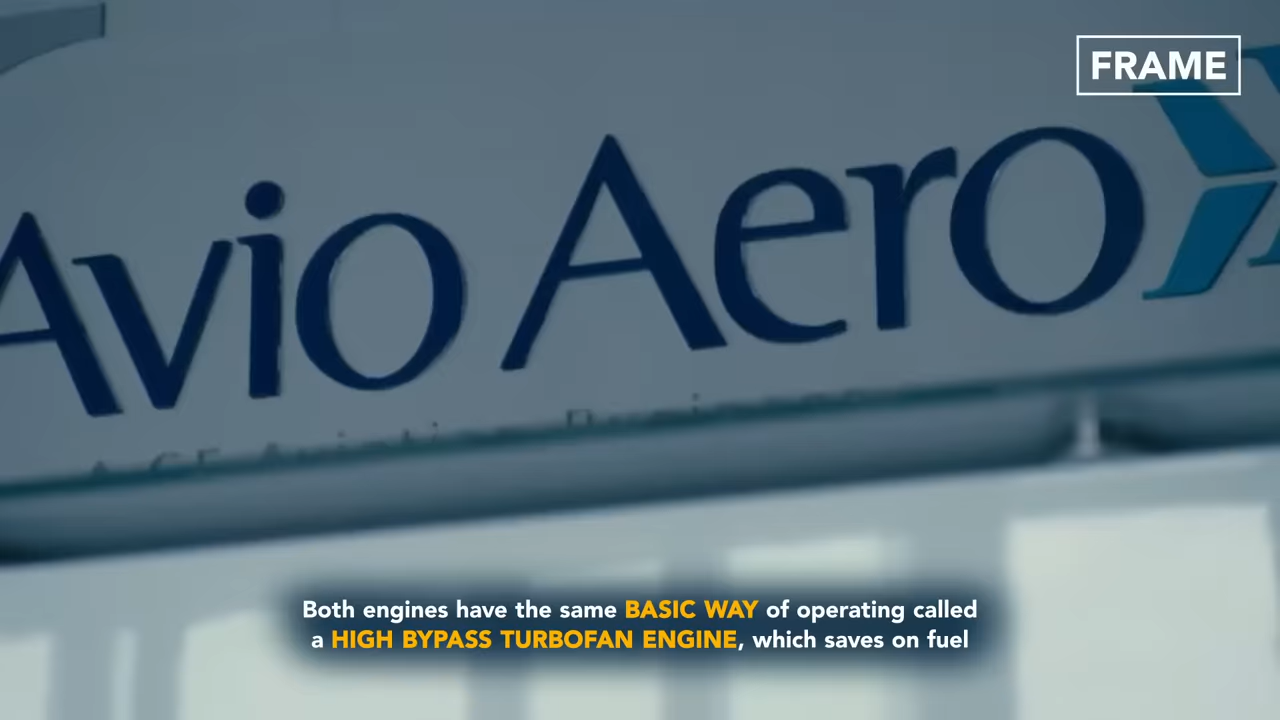 FRAME
Avio Aero
Both engines have the same BASIC WAY of operating called
a HIGH BYPASS TURBOFAN ENGINE, which saves on fuel